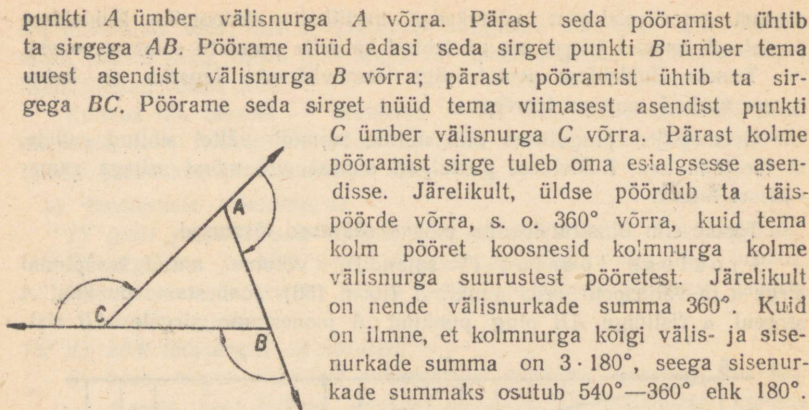 punkti A ümber välisnurga A võrra. Pärast seda pööramist ühtib
ta sirgega AB. Pöörame nüüd edasi seda sirget punkti B ümber tema
uuest asendist välisnurga B võrra; pärast pööramist ühtib ta sir-
gega BC. Pöörame seda sirget nüüd tema viimasest asendist punkti
C ümber välisnurga C võrra. Pärast kolme
pööramist sirge tuleb oma esialgsesse asen-
disse. Järelikult, üldse pöördub ta täis-
pöörde võrra, s. o. 360° võrra, kuid tema
kolm pööret koosnesid kolmnurga kolme
välisnurga suurustest pööretest. Järelikult
on nende välisnurkade summa 360°. Kuid
on ilmne, et kolmnurga kõigi välis- ja sise-
nurkade summa on 3 · 180°, seega sisenur-
kade summaks osutub 540°—360° ehk 180°.
A
C
B